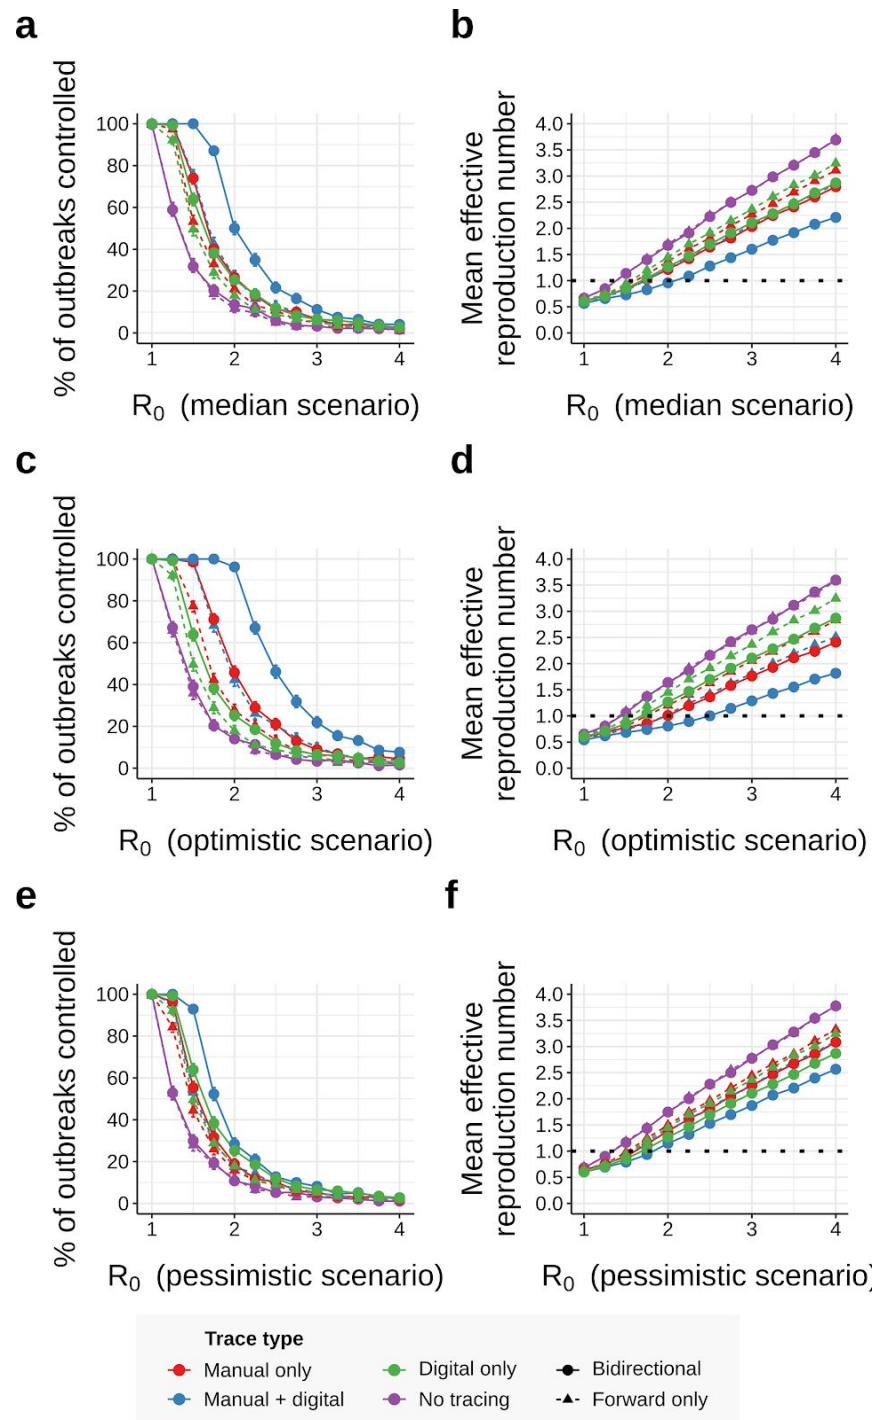 a
% of outbreaks controlled
100
80
60
40
20
0
1 2 3 4
R₀ (median scenario)
b
Mean effective
reproduction number
4.0
3.5
3.0
2.5
2.0
1.5
1.0
0.5
0.0
1 2 3 4
R₀ (median scenario)
c
% of outbreaks controlled
100
80
60
40
20
0
1 2 3 4
R₀ (optimistic scenario)
d
Mean effective
reproduction number
4.0
3.5
3.0
2.5
2.0
1.5
1.0
0.5
0.0
1 2 3 4
R₀ (optimistic scenario)
e
% of outbreaks controlled
100
80
60
40
20
0
1 2 3 4
R₀ (pessimistic scenario)
f
Mean effective
reproduction number
4.0
3.5
3.0
2.5
2.0
1.5
1.0
0.5
0.0
1 2 3 4
R₀ (pessimistic scenario)
Trace type
Manual only Digital only Bidirectional
Manual + digital No tracing Forward only